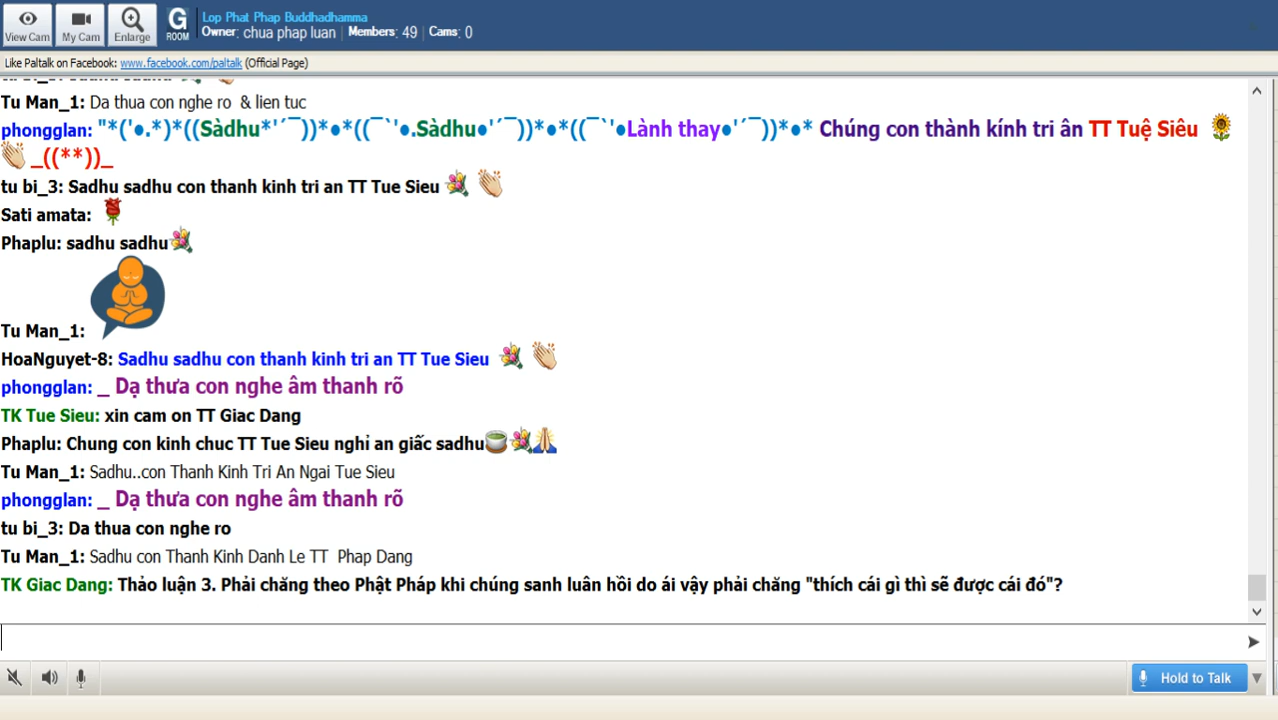 View Cam
My Cam
Enlarge
G
ROOM
Lop Phat Phap Buddhadhamma
Owner: chua phap luan | Members: 49 | Cams: 0
Like Paltalk on Facebook: www.facebook.com/paltalk (Official Page)
Tu Man_1: Da thua con nghe ro & lien tuc
phongglan: "*('●.*)*((Sàdhu*'´¯))*●*((¯`'●.Sàdhu●'´¯))*●*((¯`'●Lành thay●'´¯))*●* Chúng con thành kính tri ân TT Tuệ Siêu
_((**))_
tu bi_3: Sadhu sadhu con thanh kinh tri an TT Tue Sieu
Sati amata:
Phaplu: sadhu sadhu
Tu Man_1:
HoaNguyet-8: Sadhu sadhu con thanh kinh tri an TT Tue Sieu
phongglan: _ Dạ thưa con nghe âm thanh rõ
TK Tue Sieu: xin cam on TT Giac Dang
Phaplu: Chung con kinh chuc TT Tue Sieu nghỉ an giấc sadhu
Tu Man_1: Sadhu..con Thanh Kinh Tri An Ngai Tue Sieu
phongglan: _ Dạ thưa con nghe âm thanh rõ
tu bi_3: Da thua con nghe ro
Tu Man_1: Sadhu con Thanh Kinh Danh Le TT Phap Dang
TK Giac Dang: Thảo luận 3. Phải chăng theo Phật Pháp khi chúng sanh luân hồi do ái vậy phải chăng "thích cái gì thì sẽ được cái đó"?
Hold to Talk